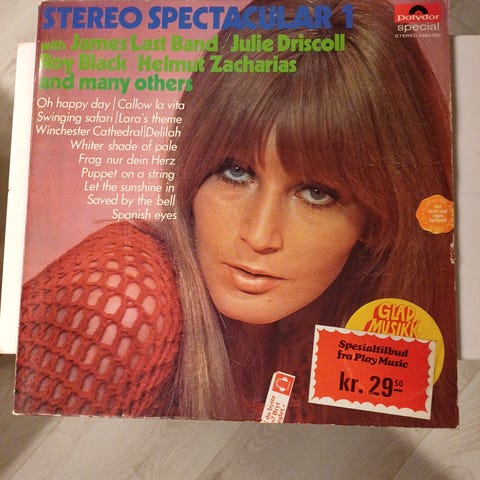 STEREO SPECTACULAR 1
with James Last Band / Julie Driscoll
Roy Black / Helmut Zacharias
and many others
Oh happy day | Callow la vita
Swinging safari | Lara's theme
Winchester Cathedral | Delilah
Whiter shade of pale
Frag nur dein Herz
Puppet on a string
Let the sunshine in
Saved by the bell
Spanish eyes
Polydor
special
STEREO
GLAD
MUSIKK
Spesialtilbud
fra Play Music
kr. 29 50